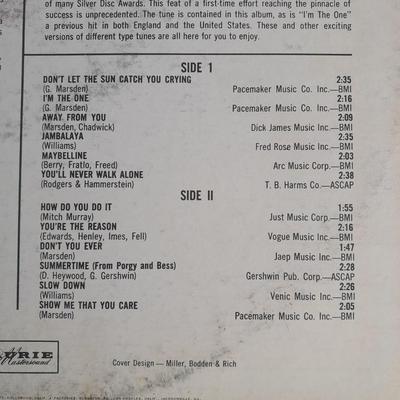 of many Silver Disc Awards. This feat of a first-time effort reaching the pinnacle of
success is unprecedented. The tune is contained in this album, as is "I'm The One"
a previous hit in both England and the United States. These and other exciting
versions of different type tunes are all here for you to enjoy.
SIDE 1
DON'T LET THE SUN CATCH YOU CRYING 2:35
(G. Marsden) Pacemaker Music Co. Inc.—BMI
I'M THE ONE 2:16
(G. Marsden) Pacemaker Music Co. Inc.—BMI
AWAY FROM YOU 2:09
(Marsden, Chadwick) Dick James Music Inc.—BMI
JAMBALAYA 2:35
(Williams) Fred Rose Music Inc.—BMI
MAYBELLINE 2:03
(Berry, Fratlo, Freed) Arc Music Corp.—BMI
YOU'LL NEVER WALK ALONE 2:38
(Rodgers & Hammerstein) T. B. Harms Co.—ASCAP
SIDE II
HOW DO YOU DO IT 1:55
(Mitch Murray) Just Music Corp.—BMI
YOU'RE THE REASON 2:16
(Edwards, Henley, Imes, Fell) Vogue Music Inc.—BMI
DON'T YOU EVER 1:47
(Marsden) Jaep Music Inc.—BMI
SUMMERTIME (From Porgy and Bess) 2:28
(D. Heywood, G. Gershwin) Gershwin Pub. Corp.—ASCAP
SLOW DOWN 2:26
(Williams) Venic Music Inc.—BMI
SHOW ME THAT YOU CARE 2:05
(Marsden) Pacemaker Music Co. Inc.—BMI
Mastersound
Cover Design — Miller, Bodden & Rich